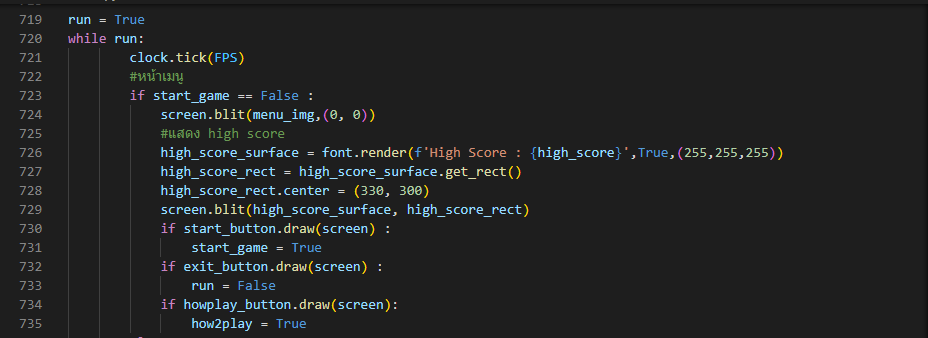 719 run = True
720 while run:
721 clock.tick(FPS)
722 #หน้าเมนู
723 if start_game == False :
724 screen.blit(menu_img,(0, 0))
725 #แสดง high score
726 high_score_surface = font.render(f'High Score : {high_score}',True,(255,255,255))
727 high_score_rect = high_score_surface.get_rect()
728 high_score_rect.center = (330, 300)
729 screen.blit(high_score_surface, high_score_rect)
730 if start_button.draw(screen) :
731 start_game = True
732 if exit_button.draw(screen) :
733 run = False
734 if howplay_button.draw(screen):
735 how2play = True